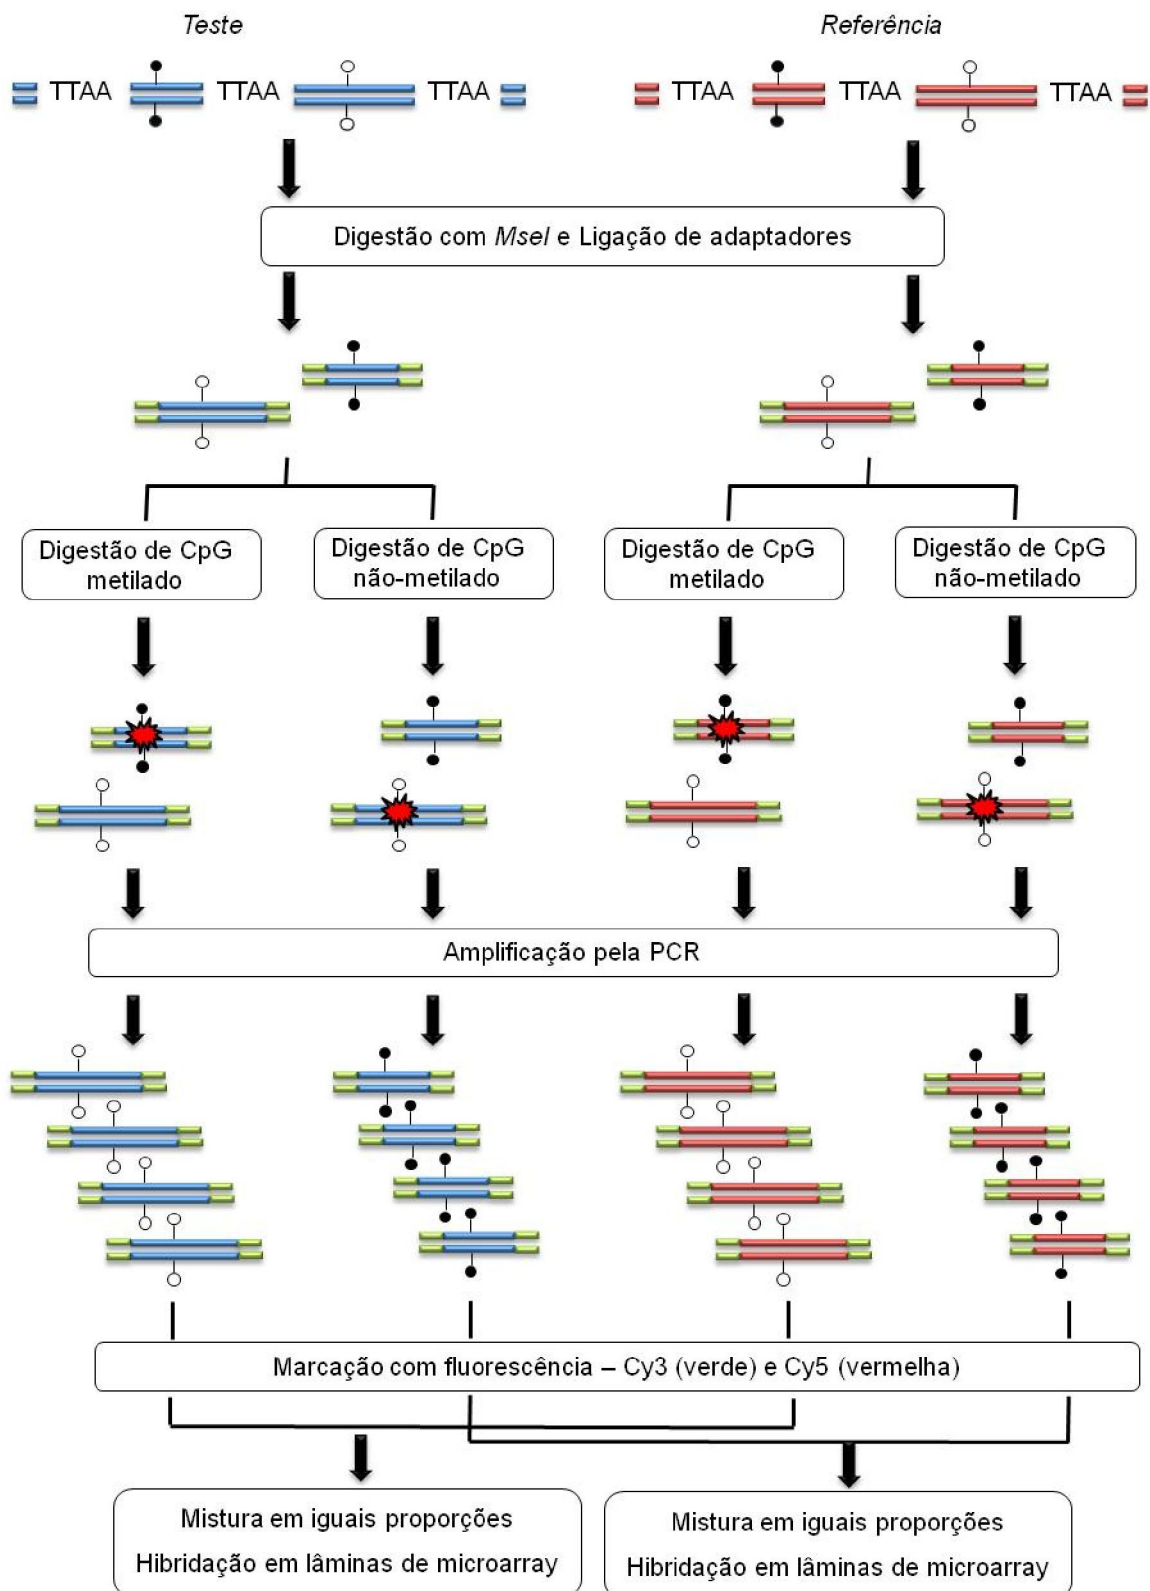 Teste
Referência
TTAA TTAA TTAA
TTAA TTAA TTAA
Digestão com MseI e Ligação de adaptadores
Digestão de CpG
metilado
Digestão de CpG
não-metilado
Digestão de CpG
metilado
Digestão de CpG
não-metilado
Amplificação pela PCR
Marcação com fluorescência – Cy3 (verde) e Cy5 (vermelha)
Mistura em iguais proporções
Hibridação em lâminas de microarray
Mistura em iguais proporções
Hibridação em lâminas de microarray